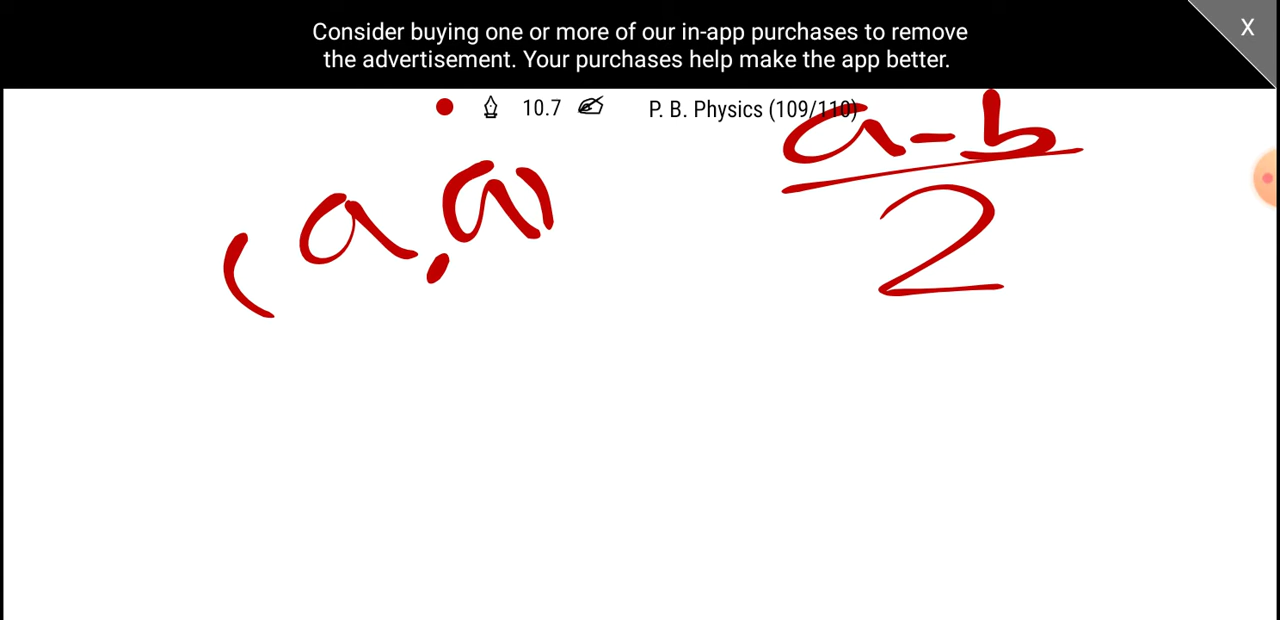 Consider buying one or more of our in-app purchases to remove
the advertisement. Your purchases help make the app better.
X
10.7 P. B. Physics (109/110)
(a,a)
a-b
2